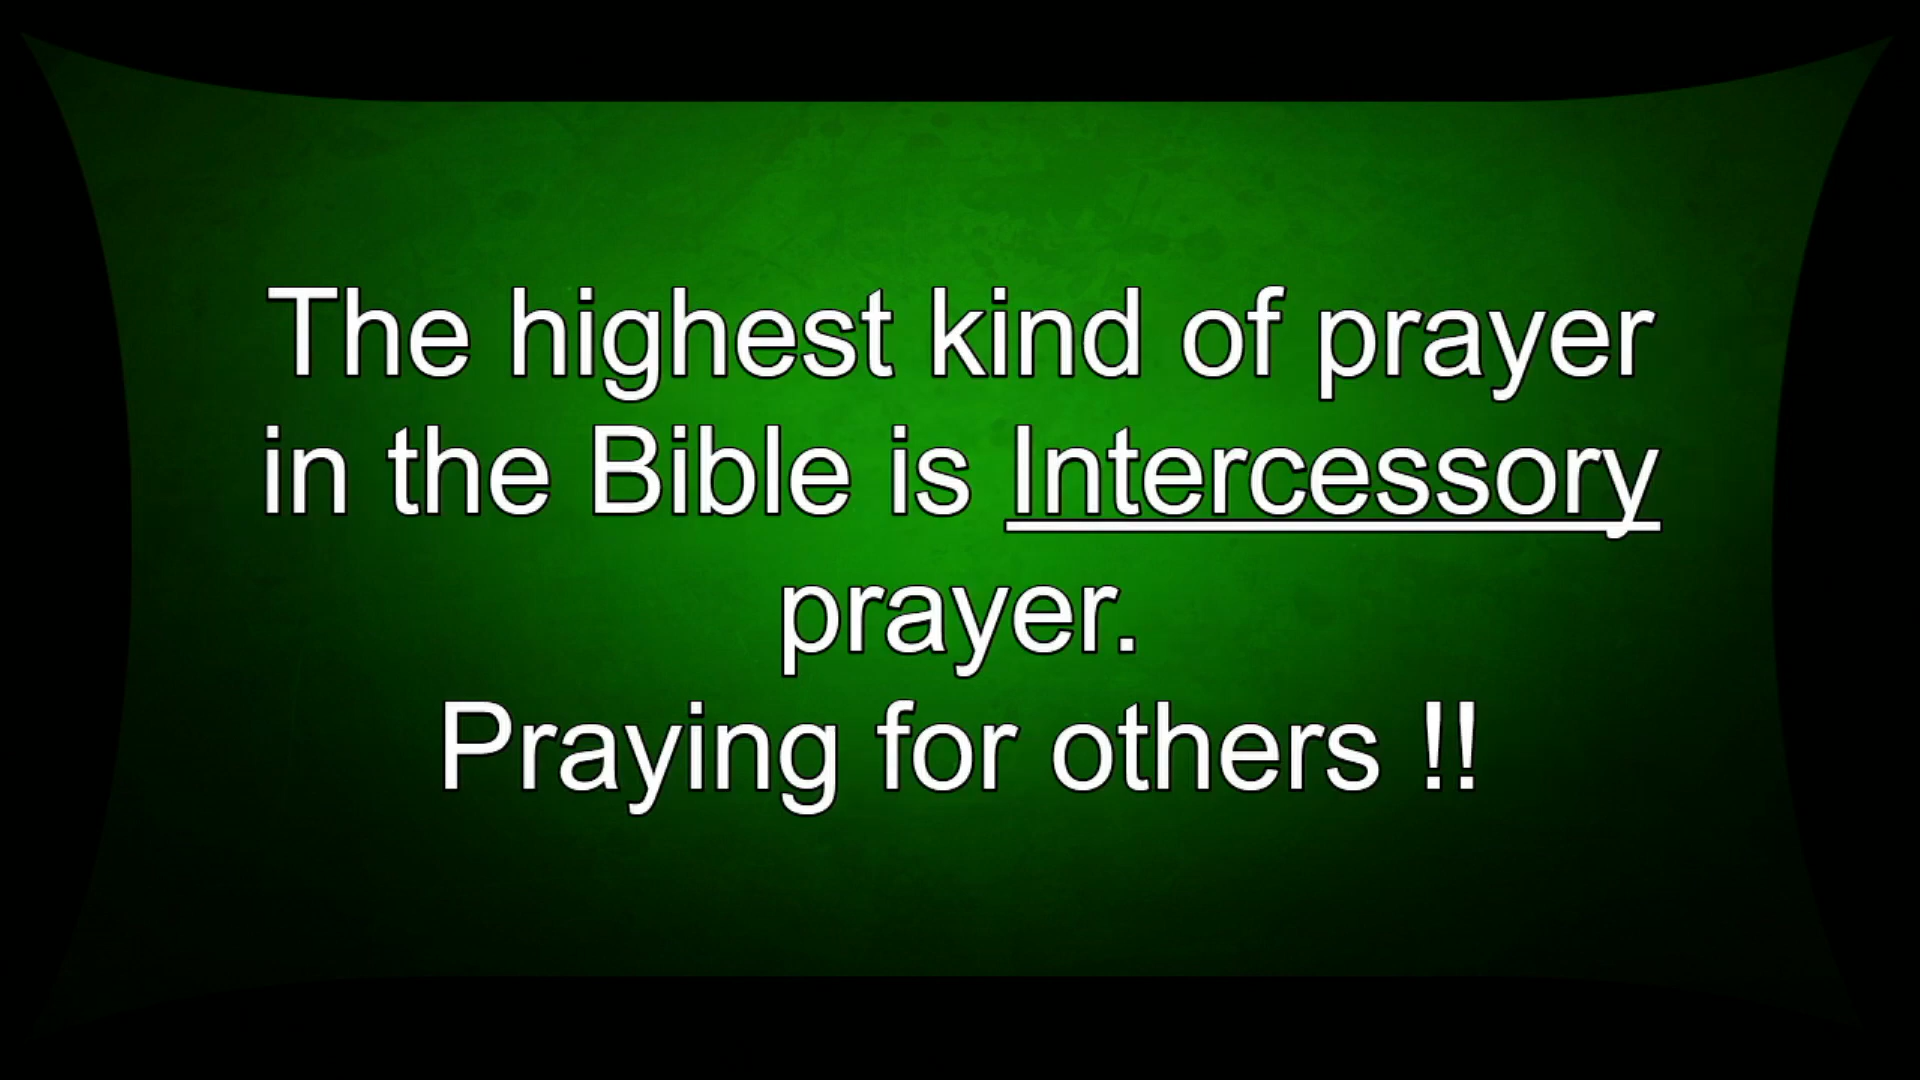 The highest kind of prayer
in the Bible is Intercessory
prayer.
Praying for others !!